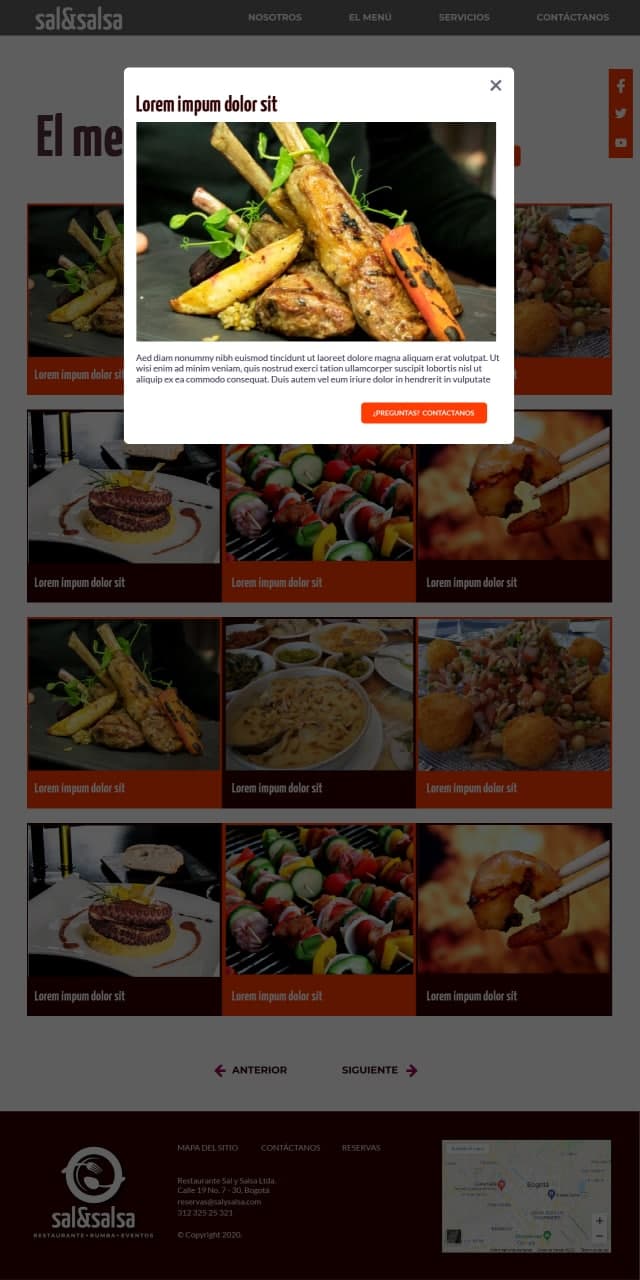 sal&salsa
NOSOTROS
EL MENÚ
SERVICIOS
CONTÁCTANOS
El me
Lorem impum dolor sit
Aed diam nonummy nibh euismod tincidunt ut laoreet dolore magna aliquam erat volutpat. Ut
wisi enim ad minim veniam, quis nostrud exerci tation ullamcorper suscipit lobortis nisl ut
aliquip ex ea commodo consequat. Duis autem vel eum iriure dolor in hendrerit in vulputate
¿PREGUNTAS? CONTÁCTANOS
Lorem impum dolor sit
Lorem impum dolor sit
Lorem impum dolor sit
Lorem impum dolor sit
Lorem impum dolor sit
Lorem impum dolor sit
Lorem impum dolor sit
Lorem impum dolor sit
Lorem impum dolor sit
Lorem impum dolor sit
ANTERIOR
SIGUIENTE
MAPA DEL SITIO
CONTÁCTANOS
RESERVAS
Restaurante Sal y Salsa Ltda.
Calle 19 No. 7 - 30, Bogotá
reservas@salysalsa.com
312 325 25 321
© Copyright 2020.
sal&salsa
RESTAURANTE • RUMBA • EVENTOS
Bogotá